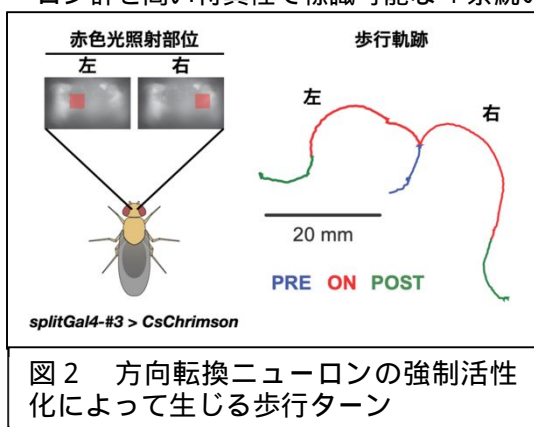 赤色光照射部位
歩行軌跡
左
右
左
右
20 mm
PRE ON POST
splitGal4-#3 > CsChrimson
図2 方向転換ニューロンの強制活性
化によって生じる歩行ターン